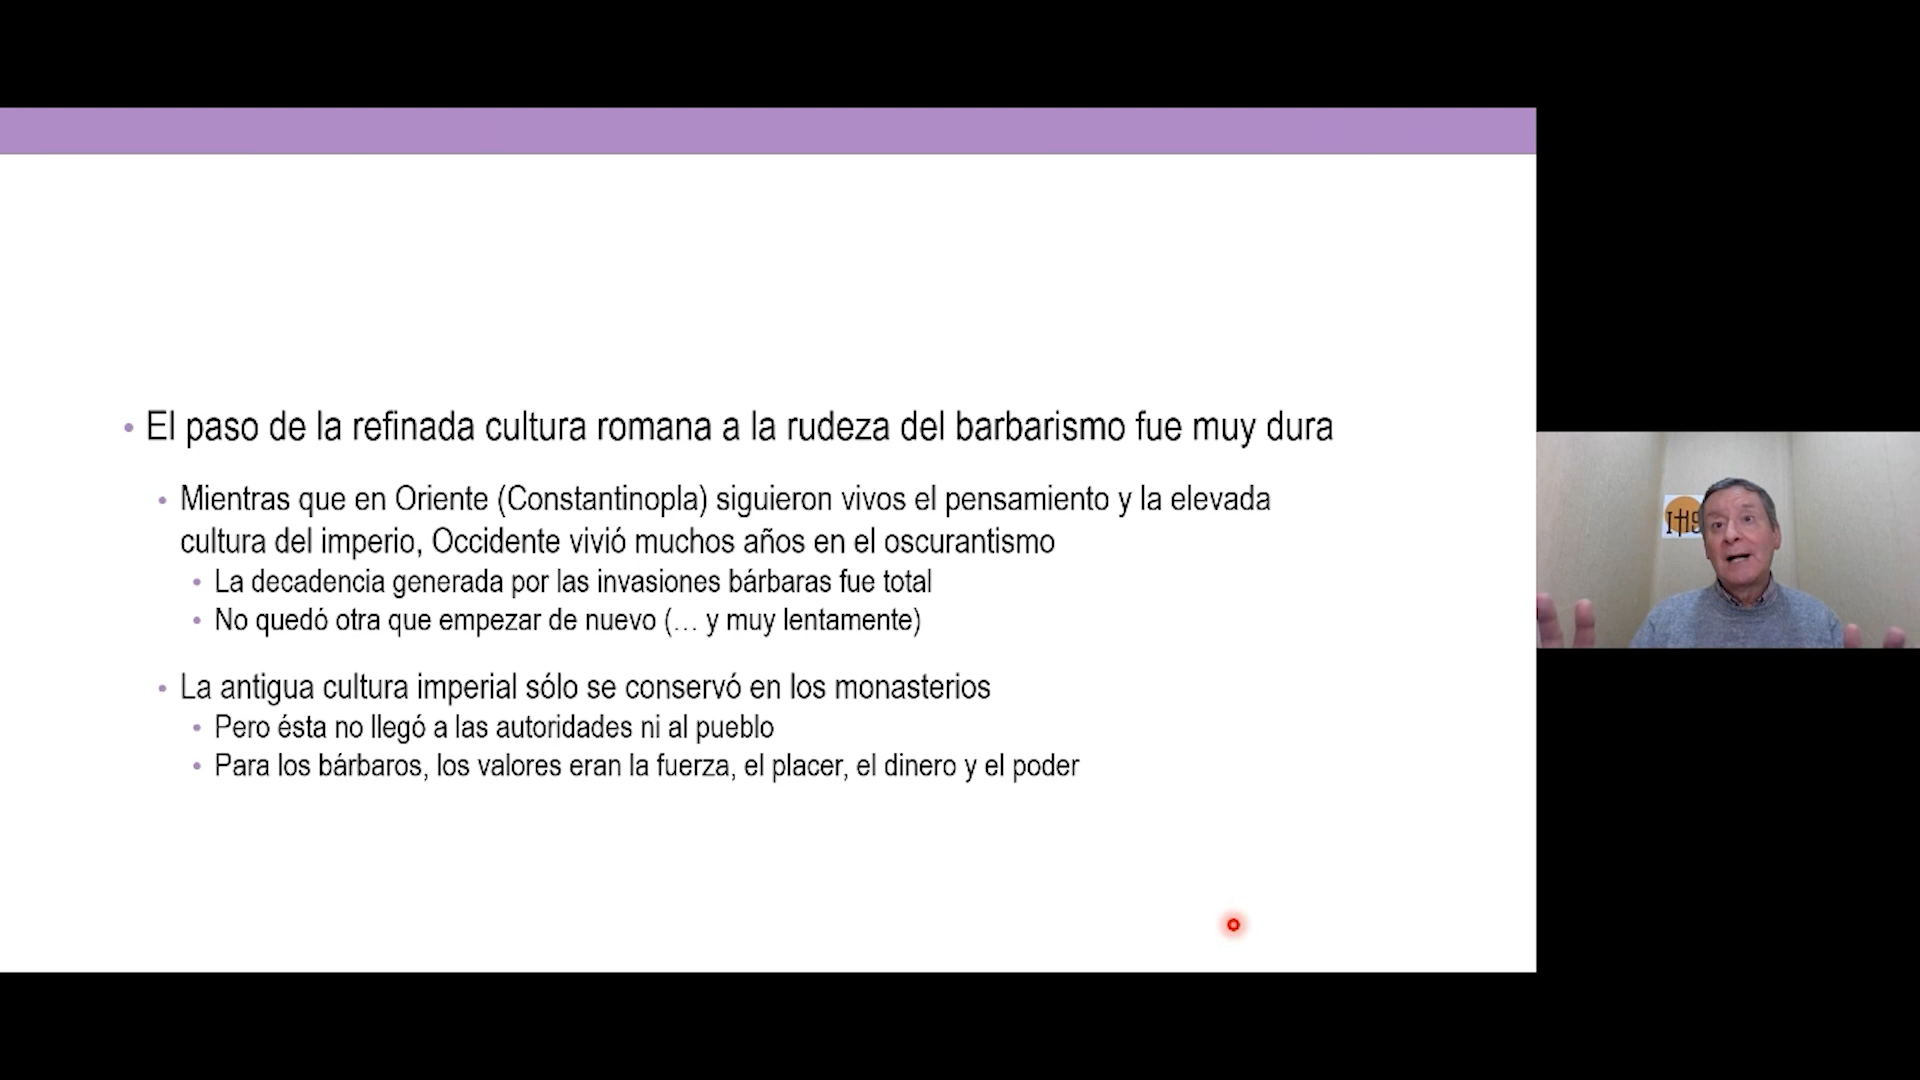 • El paso de la refinada cultura romana a la rudeza del barbarismo fue muy dura
• Mientras que en Oriente (Constantinopla) siguieron vivos el pensamiento y la elevada
cultura del imperio, Occidente vivió muchos años en el oscurantismo
• La decadencia generada por las invasiones bárbaras fue total
• No quedó otra que empezar de nuevo (… y muy lentamente)
• La antigua cultura imperial sólo se conservó en los monasterios
• Pero ésta no llegó a las autoridades ni al pueblo
• Para los bárbaros, los valores eran la fuerza, el placer, el dinero y el poder
IHS